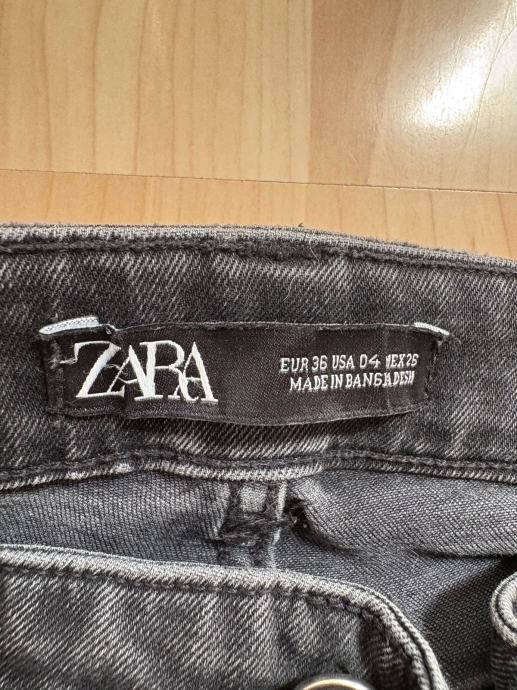 ZARA
EUR 36 USA 04 MEX 26
MADE IN BANGLADESH